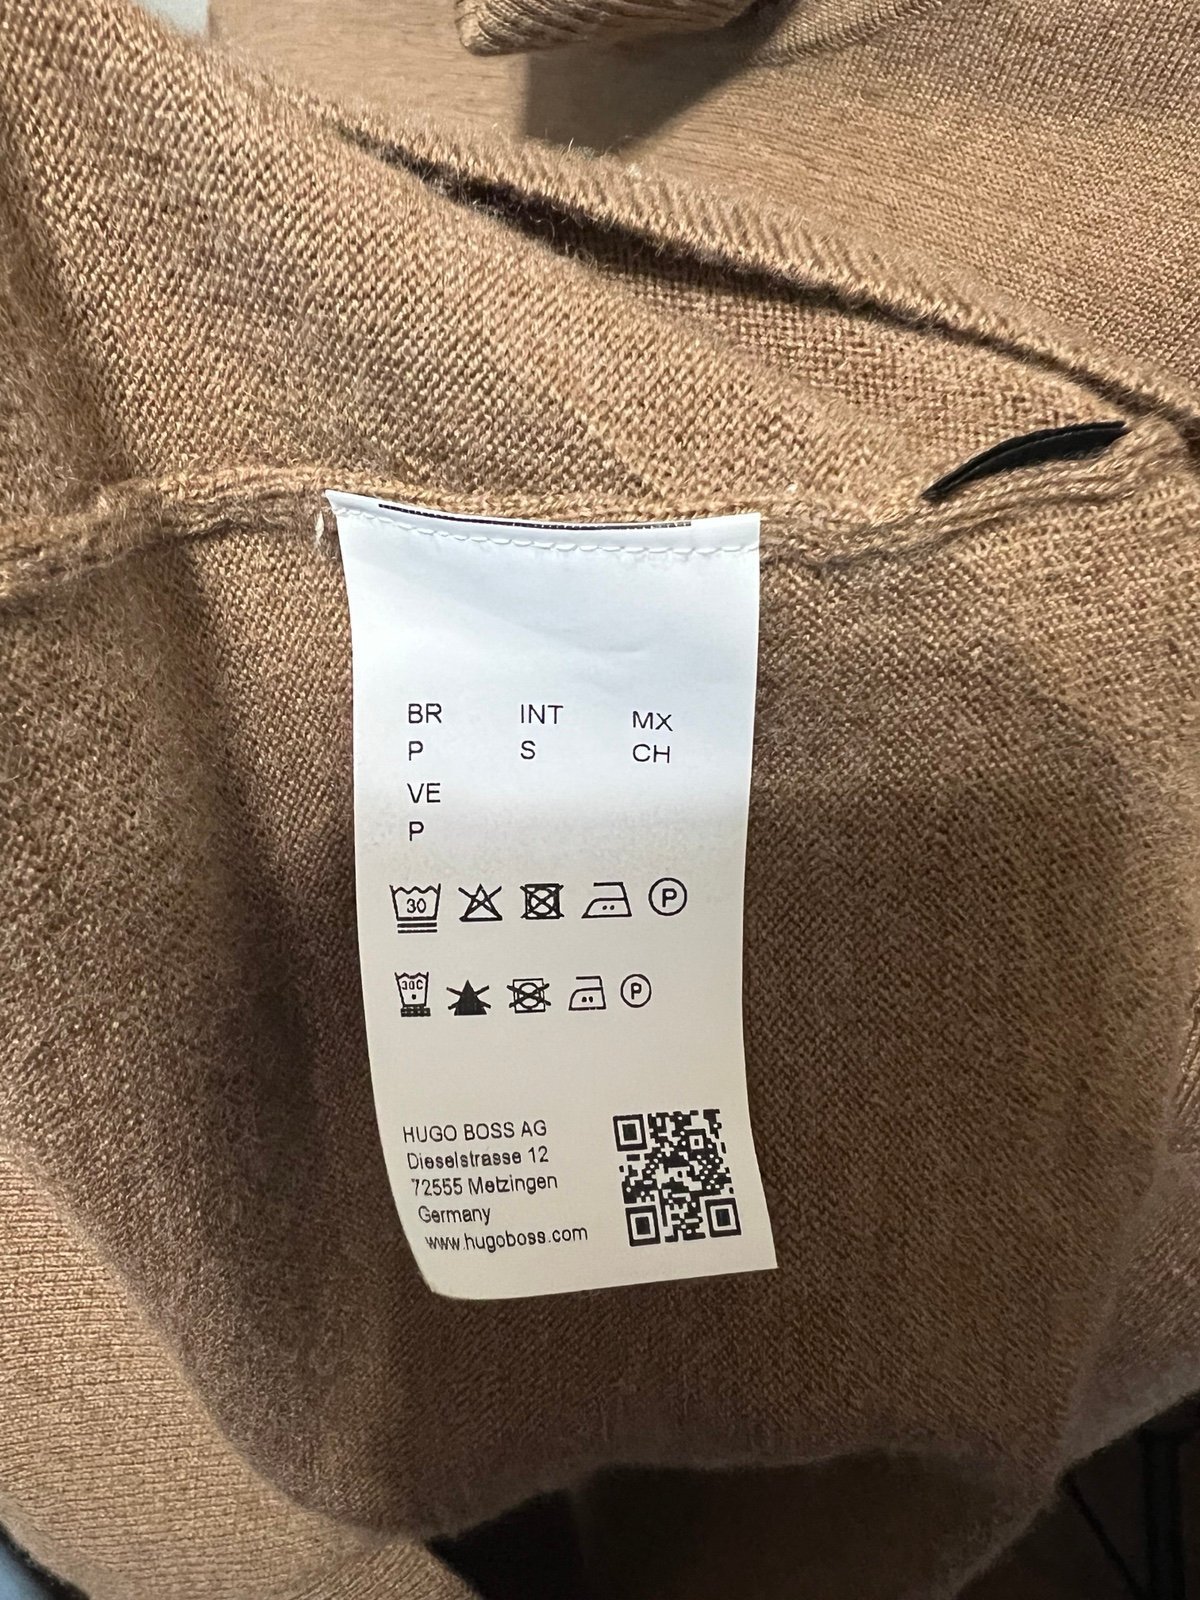 BR INT MX
P S CH
VE
P
30 P
30C P
HUGO BOSS AG
Dieselstrasse 12
72555 Metzingen
Germany
www.hugoboss.com